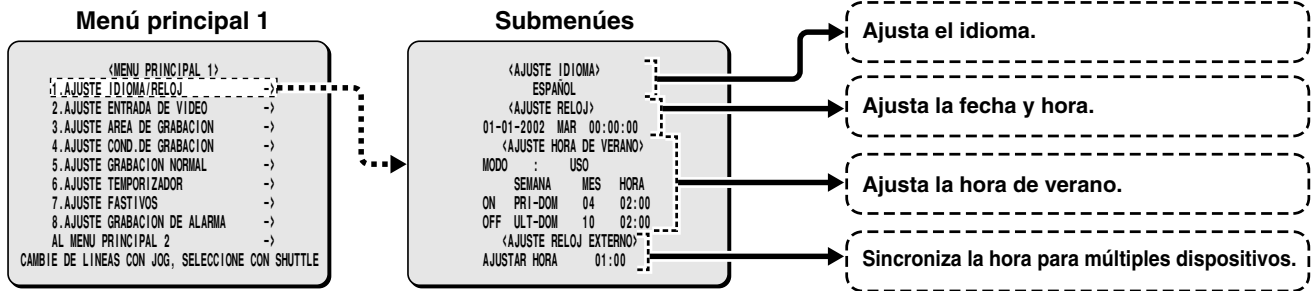 Menú principal 1
<MENU PRINCIPAL 1>
1.AJUSTE IDIOMA/RELOJ ->
2.AJUSTE ENTRADA DE VIDEO ->
3.AJUSTE AREA DE GRABACION ->
4.AJUSTE COND.DE GRABACION ->
5.AJUSTE GRABACION NORMAL ->
6.AJUSTE TEMPORIZADOR ->
7.AJUSTE FASTIVOS ->
8.AJUSTE GRABACION DE ALARMA ->
AL MENU PRINCIPAL 2 ->
CAMBIE DE LINEAS CON JOG, SELECCIONE CON SHUTTLE
Submenúes
<AJUSTE IDIOMA>
ESPAÑOL
<AJUSTE RELOJ>
01-01-2002 MAR 00:00:00
<AJUSTE HORA DE VERANO>
MODO : USO
SEMANA MES HORA
ON PRI-DOM 04 02:00
OFF ULT-DOM 10 02:00
<AJUSTE RELOJ EXTERNO>
AJUSTAR HORA 01:00
Ajusta el idioma.
Ajusta la fecha y hora.
Ajusta la hora de verano.
Sincroniza la hora para múltiples dispositivos.